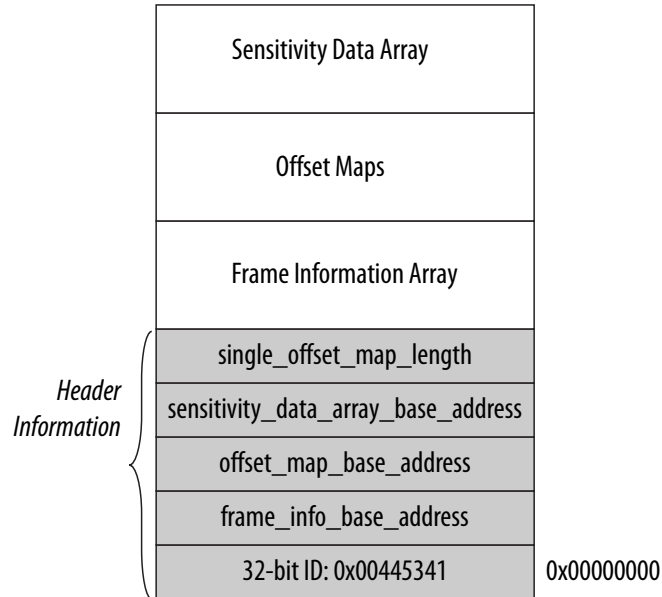 Sensitivity Data Array
Offset Maps
Frame Information Array
single_offset_map_length
Header
Information
sensitivity_data_array_base_address
offset_map_base_address
frame_info_base_address
32-bit ID: 0x00445341
0x00000000